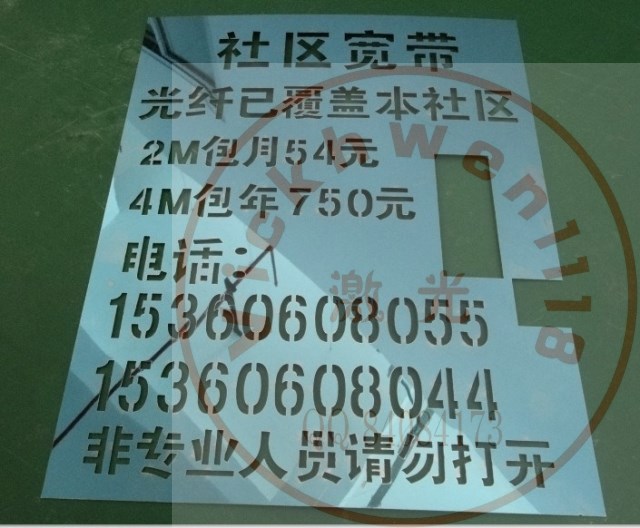 社区宽带
光纤已覆盖本社区
2M包月54元
4M包年750元
电话:
15360608055
15360608044
非专业人员请勿打开
激光